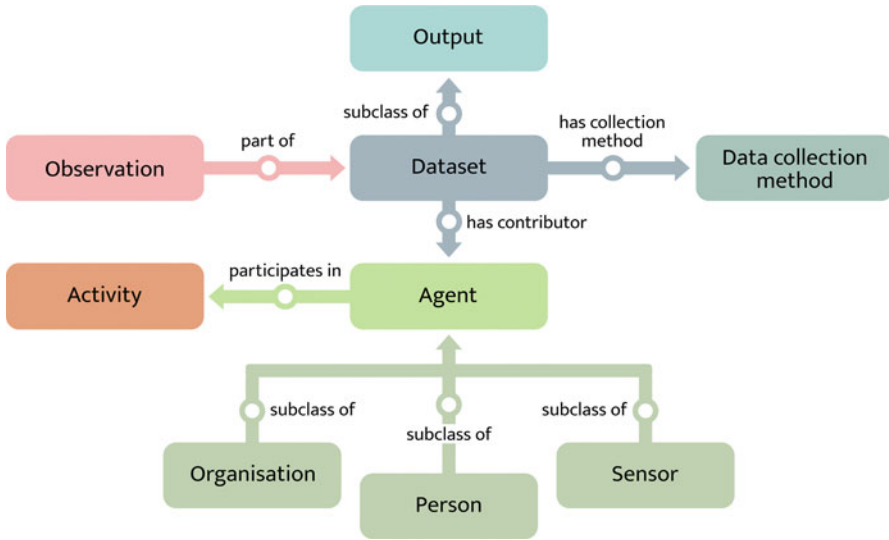 Output
subclass of
part of
has collection
method
Observation
Dataset
Data collection
method
has contributor
participates in
Activity
Agent
subclass of
subclass of
subclass of
Organisation
Person
Sensor